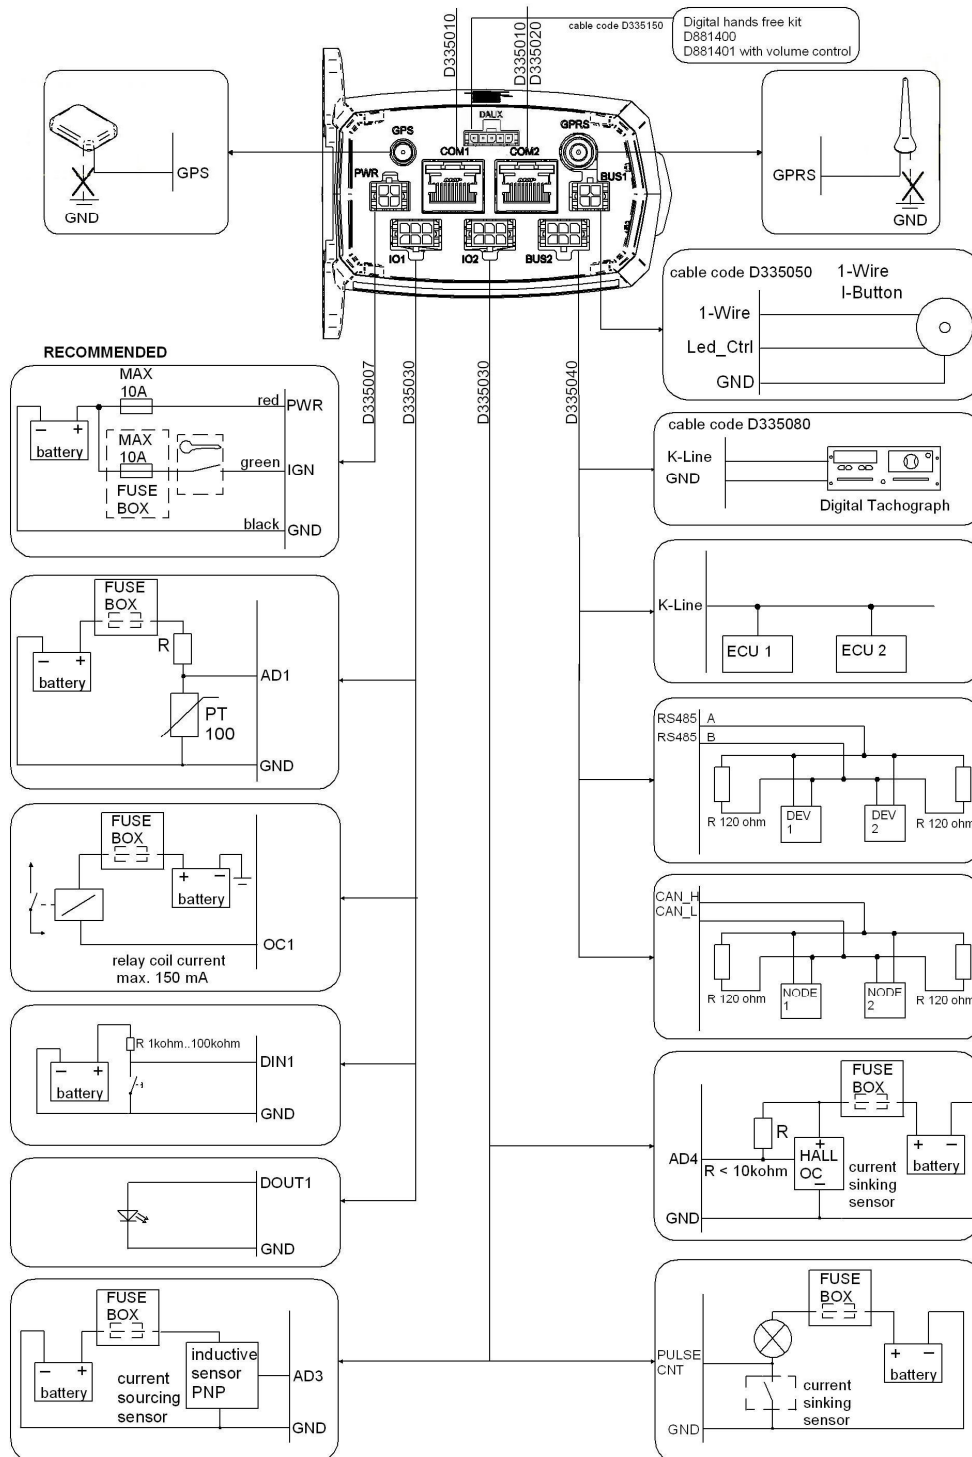 D335010
cable code D335150
D335010
D335020
Digital hands free kit
D881400
D881401 with volume control
GPS
GND
DAUX
GPS
GPRS
COM1
COM2
PWR
BUS1
IO1
IO2
BUS2
GPRS
GND
cable code D335050
1-Wire
I-Button
1-Wire
Led_Ctrl
GND
D335007
D335030
D335030
D335040
RECOMMENDED
MAX
10A
red
PWR
- +
battery
MAX
10A
green
IGN
FUSE
BOX
black
GND
cable code D335080
K-Line
GND
Digital Tachograph
FUSE
BOX
R
- +
battery
AD1
PT
100
GND
K-Line
ECU 1
ECU 2
RS485 A
RS485 B
DEV
1
DEV
2
R 120 ohm
R 120 ohm
FUSE
BOX
+ -
battery
OC1
relay coil current
max. 150 mA
CAN_H
CAN_L
NODE
1
NODE
2
R 120 ohm
R 120 ohm
R 1kohm..100kohm
- +
battery
DIN1
GND
FUSE
BOX
R
AD4
R < 10kohm
+
HALL
OC
-
current
sinking
sensor
+ -
battery
GND
DOUT1
GND
FUSE
BOX
- +
battery
current
sourcing
sensor
inductive
sensor
PNP
AD3
GND
FUSE
BOX
PULSE
CNT
+ -
battery
current
sinking
sensor
GND